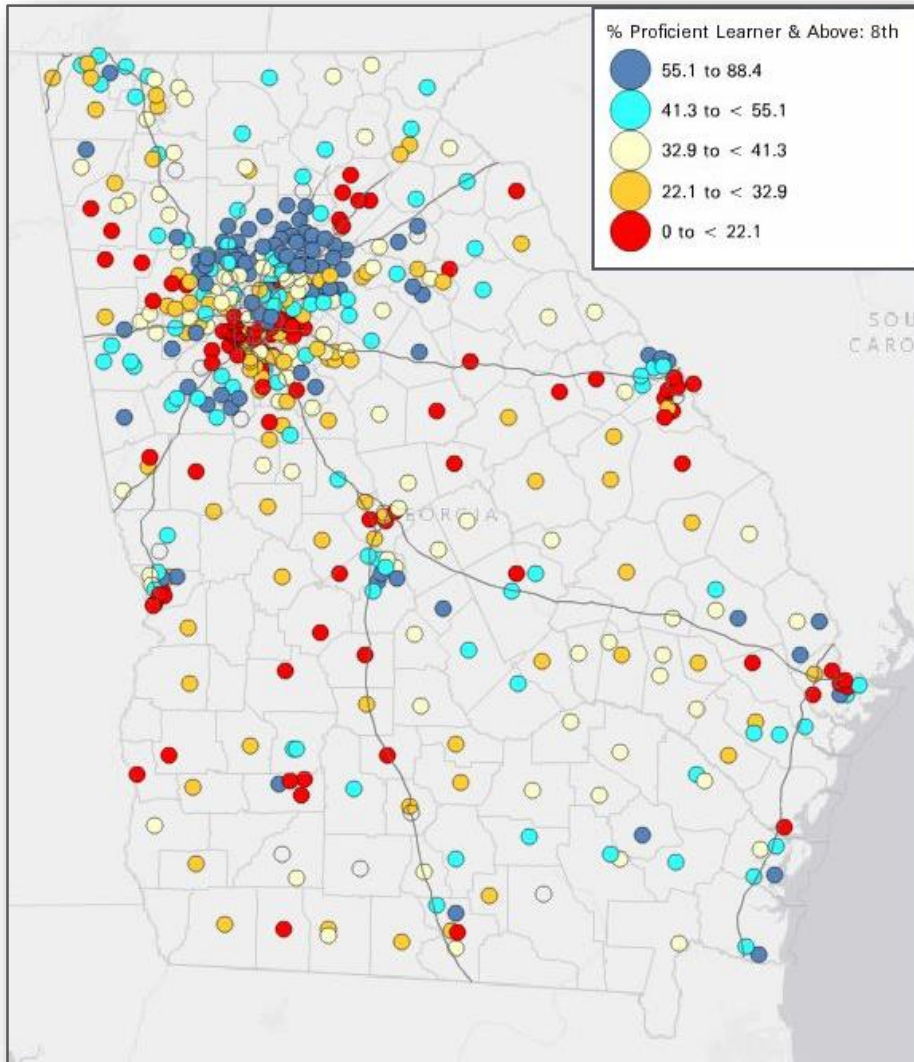 % Proficient Learner & Above: 8th
55.1 to 88.4
41.3 to < 55.1
32.9 to < 41.3
22.1 to < 32.9
0 to < 22.1
SOU
CARO
GEORGIA